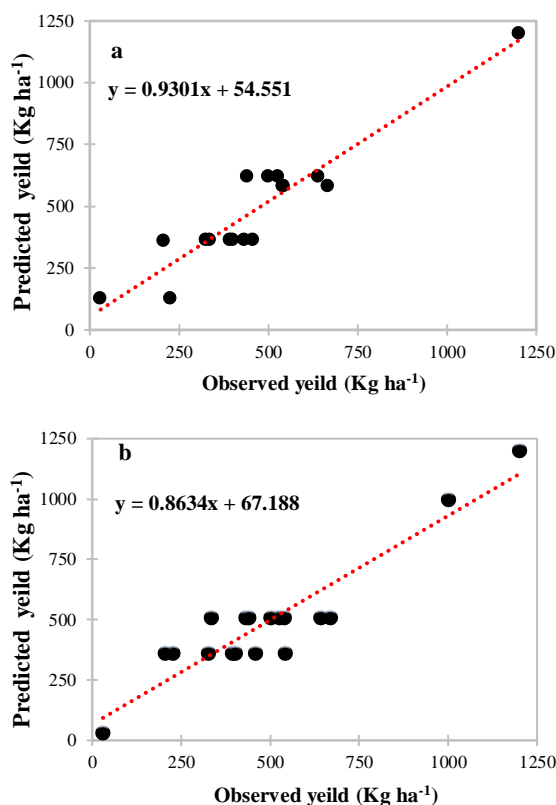 1250
a
y = 0.9301x + 54.551
1000
750
500
250
0
0 250 500 750 1000 1250
Predicted yeild (Kg ha⁻¹)
Observed yeild (Kg ha⁻¹)
1250
b
y = 0.8634x + 67.188
1000
750
500
250
0
0 250 500 750 1000 1250
Predicted yeild (Kg ha⁻¹)
Observed yeild (Kg ha⁻¹)